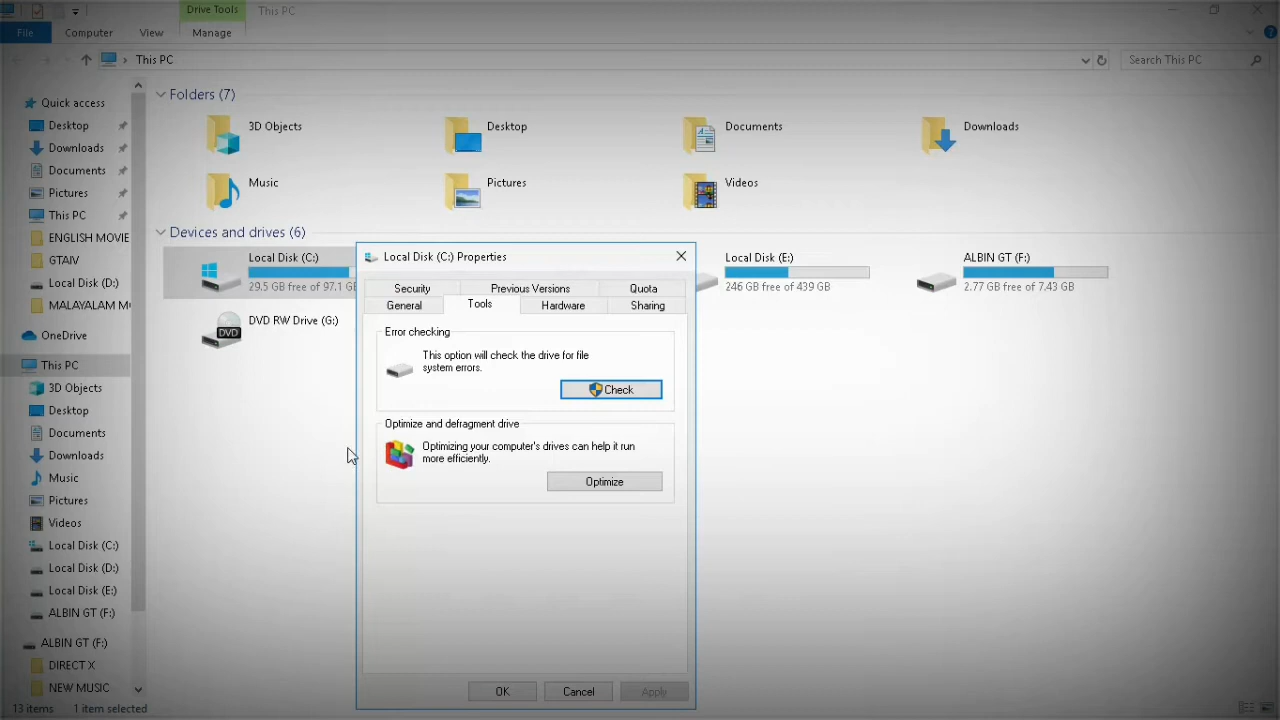 Drive Tools
This PC
File
Computer
View
Manage
This PC
Search This PC
Quick access
Desktop
Downloads
Documents
Pictures
This PC
ENGLISH MOVIE
GTAIV
Local Disk (D:)
MALAYALAM M
OneDrive
This PC
3D Objects
Desktop
Documents
Downloads
Music
Pictures
Videos
Local Disk (C:)
Local Disk (D:)
Local Disk (E:)
ALBIN GT (F:)
ALBIN GT (F:)
DIRECT X
NEW MUSIC
Folders (7)
3D Objects
Desktop
Documents
Downloads
Music
Pictures
Videos
Devices and drives (6)
Local Disk (C:)
29.5 GB free of 97.1 G
Local Disk (E:)
246 GB free of 439 GB
ALBIN GT (F:)
2.77 GB free of 7.43 GB
DVD RW Drive (G:)
DVD
Local Disk (C:) Properties
Security
Previous Versions
Quota
General
Tools
Hardware
Sharing
Error checking
This option will check the drive for file
system errors.
Check
Optimize and defragment drive
Optimizing your computer's drives can help it run
more efficiently.
Optimize
OK
Cancel
Apply
13 items
1 item selected